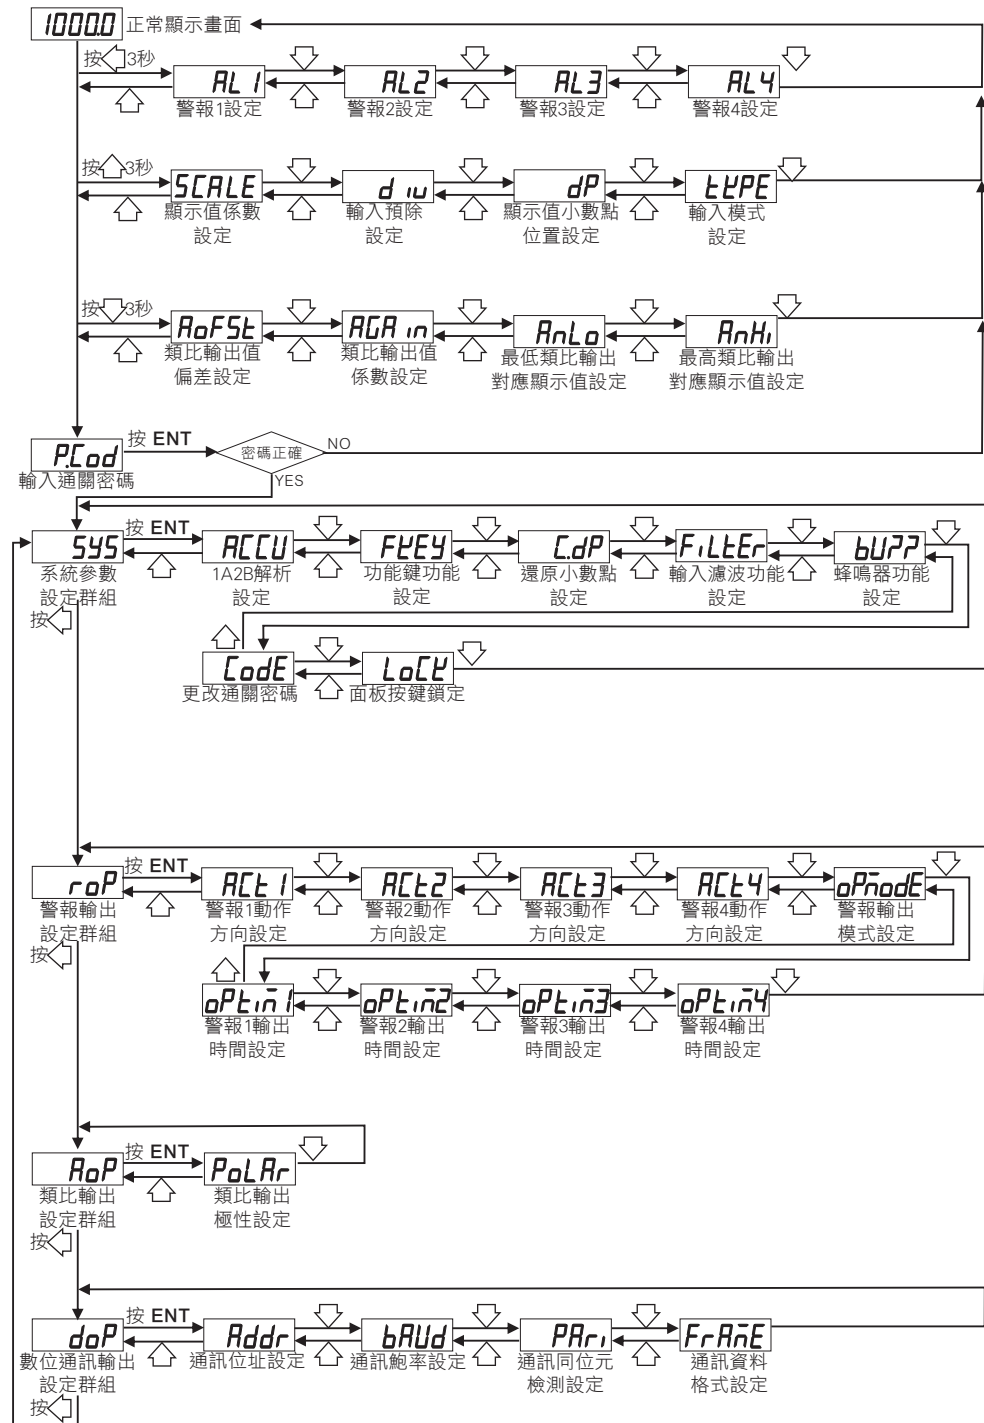 1000.0 正常顯示畫面
按 3秒
AL1 AL2 AL3 AL4
警報1設定 警報2設定 警報3設定 警報4設定
按 3秒
SCALE div dP tYPE
顯示值係數 輸入預除 顯示值小數點 輸入模式
設定 設定 位置設定 設定
按 3秒
AoFSt AGAin AnLo AnHi
類比輸出值 類比輸出值 最低類比輸出 最高類比輸出
偏差設定 係數設定 對應顯示值設定 對應顯示值設定
P.Cod 按 ENT 密碼正確 NO
輸入通關密碼 YES
SYS 按 ENT ACCU FKEY C.dP FiLtEr bUZZ
系統參數 1A2B解析 功能鍵功能 還原小數點 輸入濾波功能 蜂鳴器功能
設定群組 設定 設定 設定 設定 設定
按
CodE LoCK
更改通關密碼 面板按鍵鎖定
roP 按 ENT ACt1 ACt2 ACt3 ACt4 oPmodE
警報輸出 警報1動作 警報2動作 警報3動作 警報4動作 警報輸出
設定群組 方向設定 方向設定 方向設定 方向設定 模式設定
按
oPtim1 oPtim2 oPtim3 oPtim4
警報1輸出 警報2輸出 警報3輸出 警報4輸出
時間設定 時間設定 時間設定 時間設定
AoP 按 ENT PoLAr
類比輸出 類比輸出
設定群組 極性設定
按
doP 按 ENT Addr bAUd PAri FrAmE
數位通訊輸出 通訊位址設定 通訊鮑率設定 通訊同位元 通訊資料
設定群組 檢測設定 格式設定
按